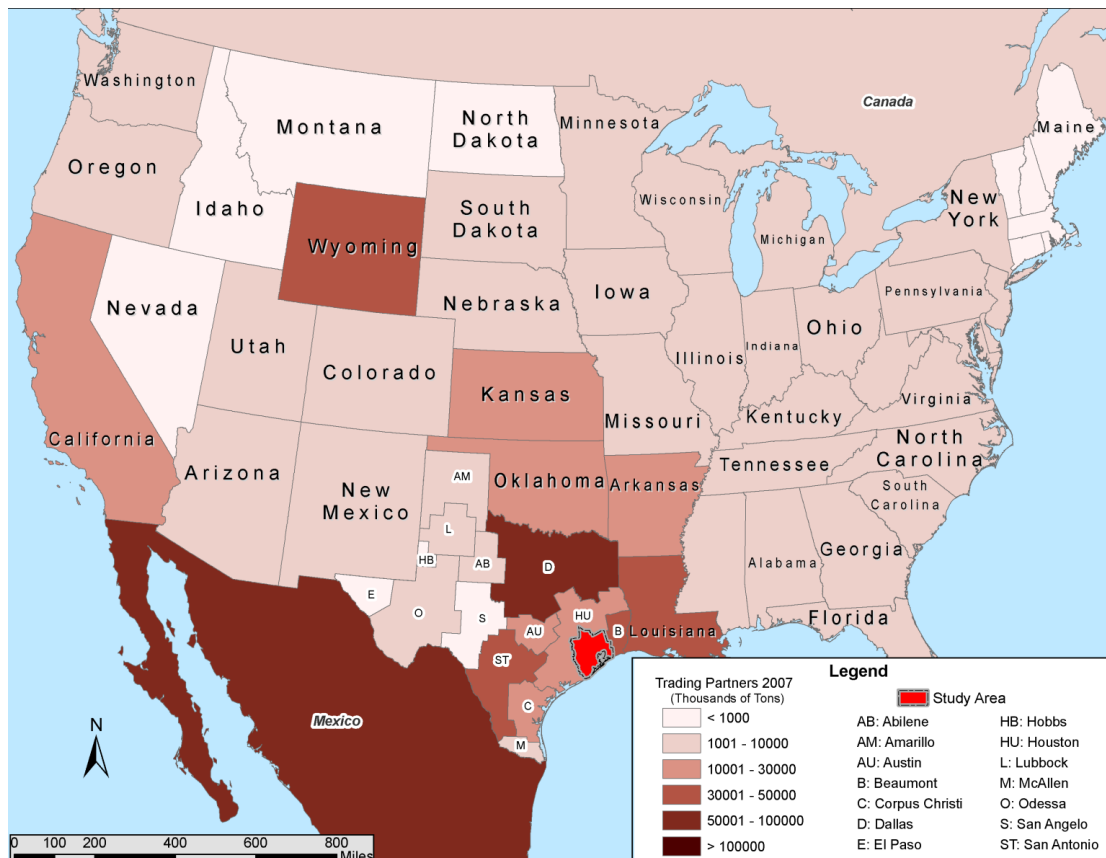 Canada
Washington
Montana
North
Dakota
Minnesota
Maine
Oregon
Idaho
South
Dakota
Wisconsin
Michigan
New
York
Wyoming
Nevada
Nebraska
Iowa
Pennsylvania
Utah
Colorado
Illinois
Indiana
Ohio
California
Kansas
Missouri
Kentucky
Virginia
Arizona
New
Mexico
Oklahoma
Arkansas
Tennessee
North
Carolina
South
Carolina
Alabama
Georgia
Florida
Louisiana
Mexico
AM
L
HB
AB
D
E
O
S
AU
HU
B
ST
C
M
N
0 100 200 400 600 800
Miles
Legend
Trading Partners 2007
(Thousands of Tons)
< 1000
1001 - 10000
10001 - 30000
30001 - 50000
50001 - 100000
> 100000
Study Area
AB: Abilene
AM: Amarillo
AU: Austin
B: Beaumont
C: Corpus Christi
D: Dallas
E: El Paso
HB: Hobbs
HU: Houston
L: Lubbock
M: McAllen
O: Odessa
S: San Angelo
ST: San Antonio